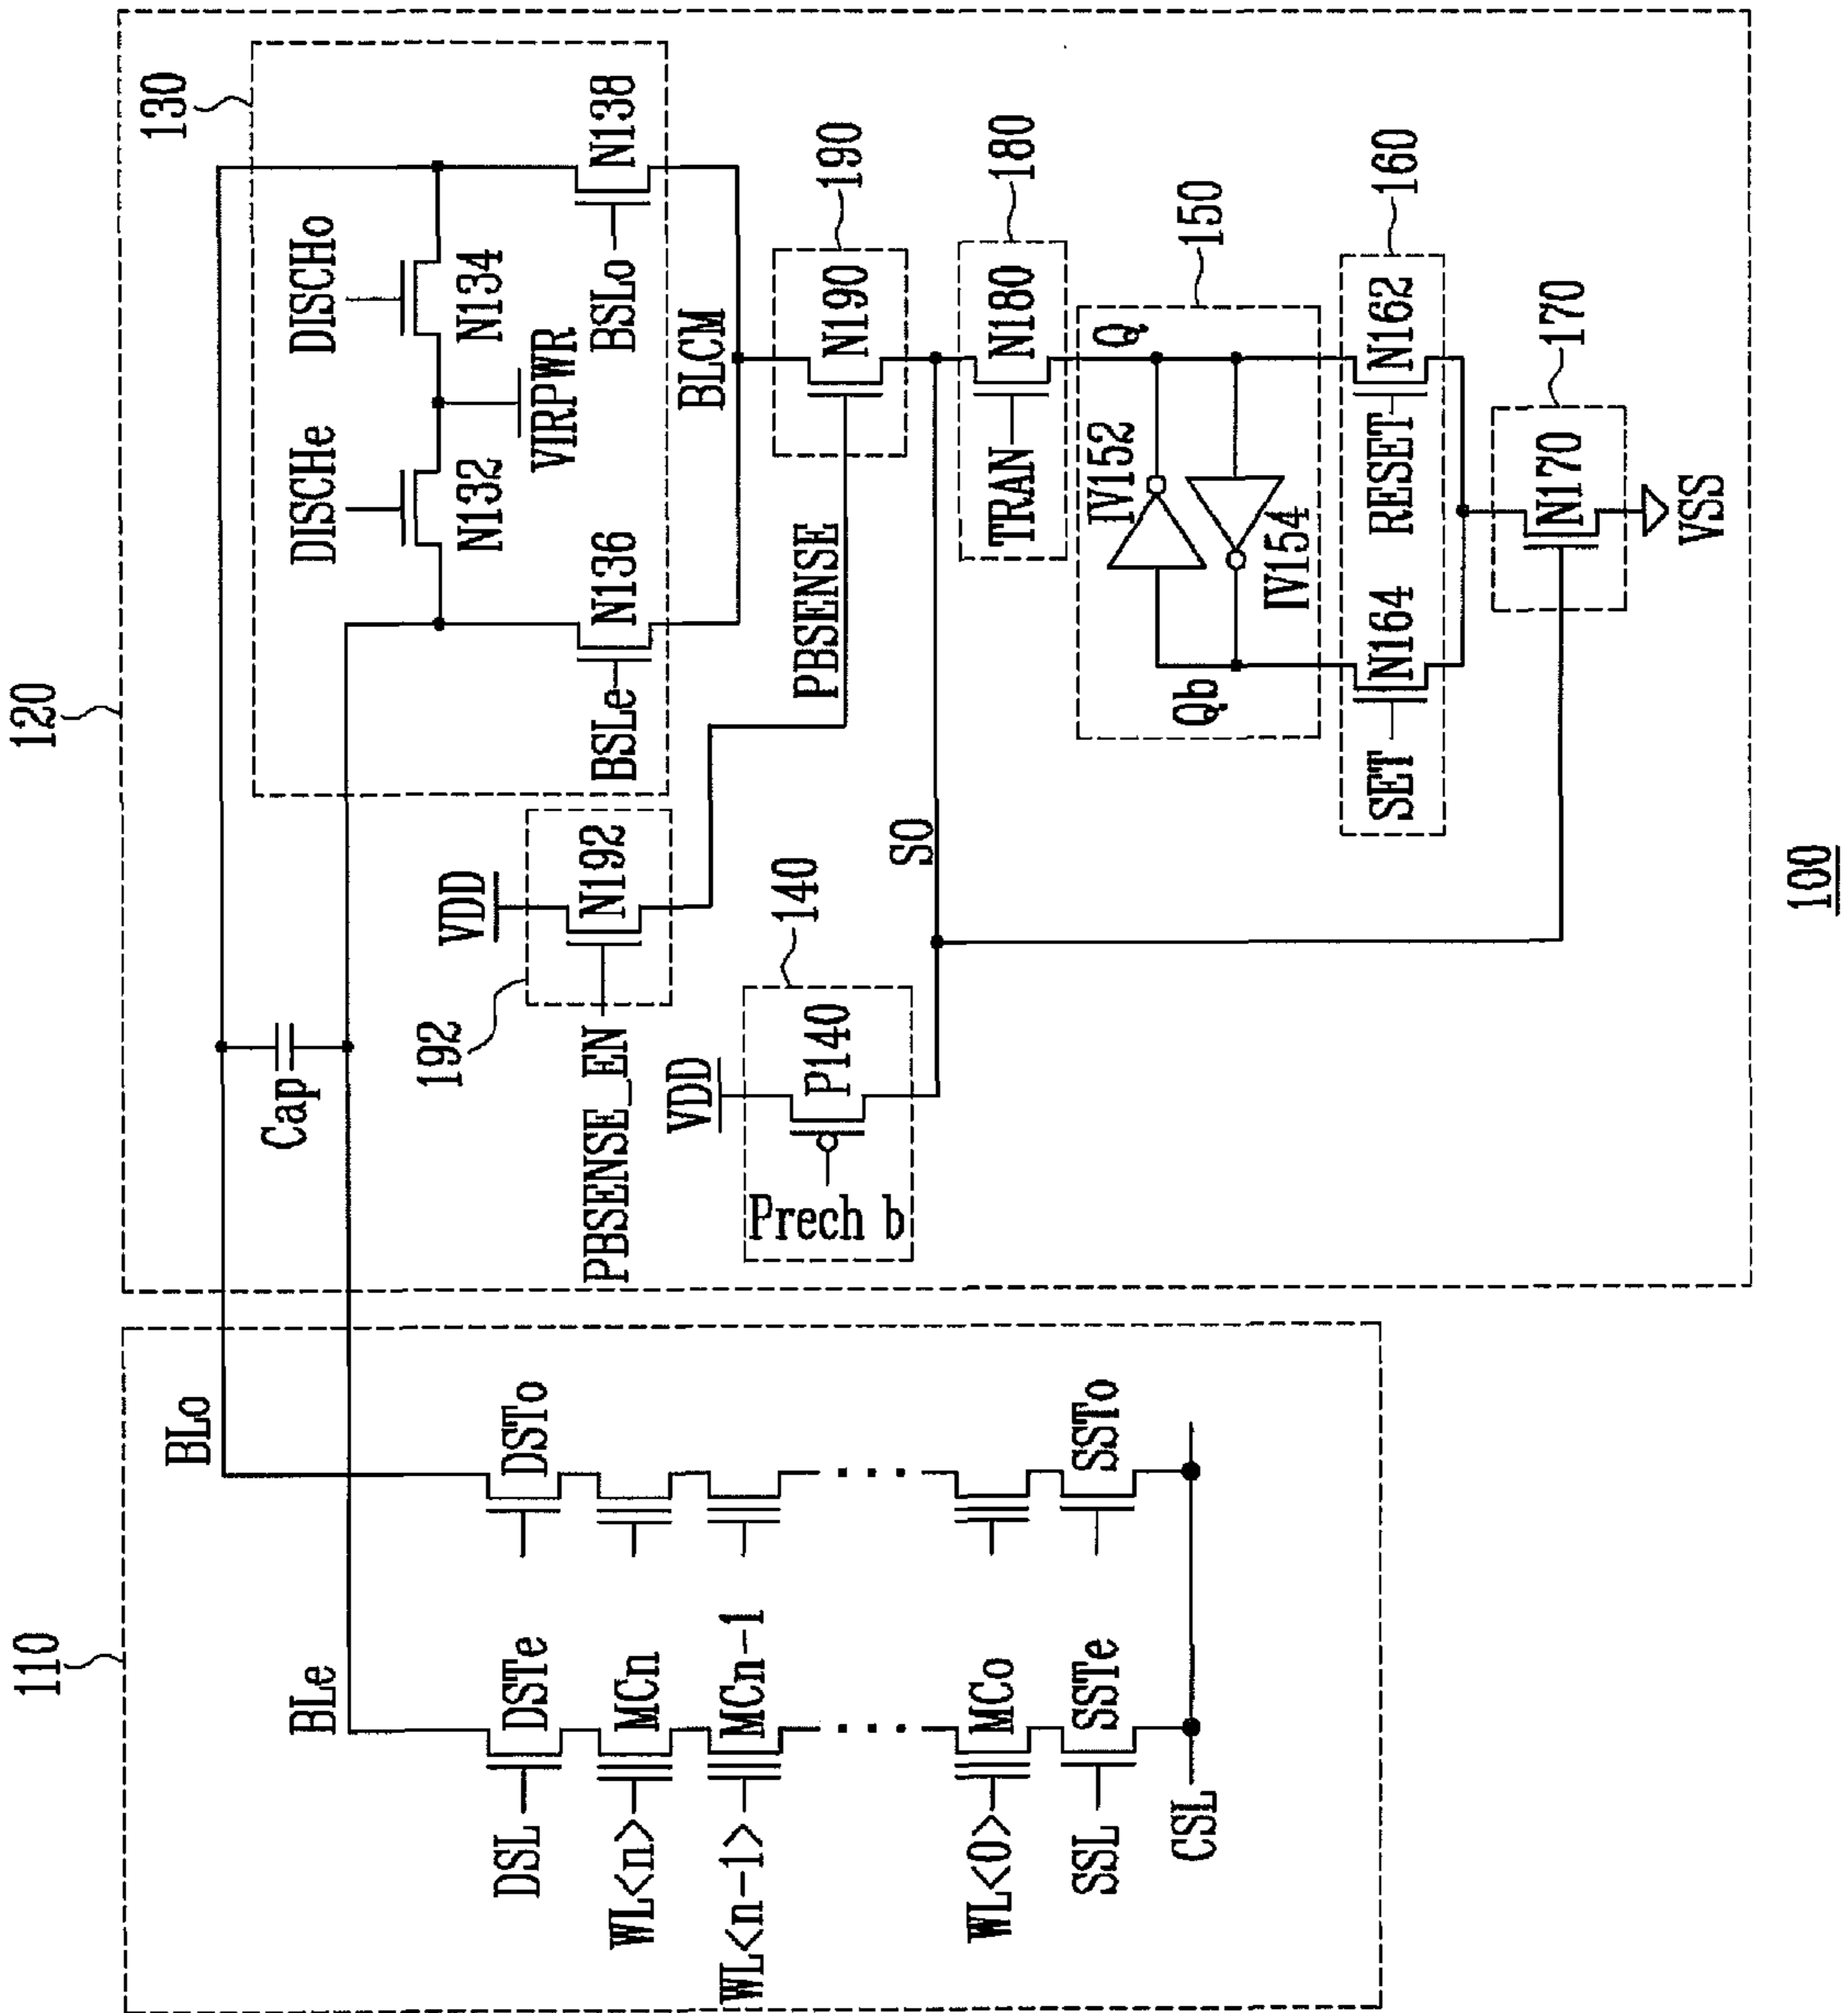 100
110
BLe
BLo
DSL
DSTe
DSTo
WL<n>
MCn
WL<n-1>
MCn-1
WL<0>
MCo
SSL
SSTe
SSTo
CSL
120
Cap
130
DISCHe
DISCHo
N132
N134
VIRPWR
BSLe
N136
BSLo
N138
BLCM
192
VDD
PBSENSE_EN
N192
PBSENSE
190
N190
140
VDD
Prech b
P140
SO
180
TRAN
N180
150
Q
Qb
IV152
IV154
160
SET
N164
RESET
N162
170
N170
VSS